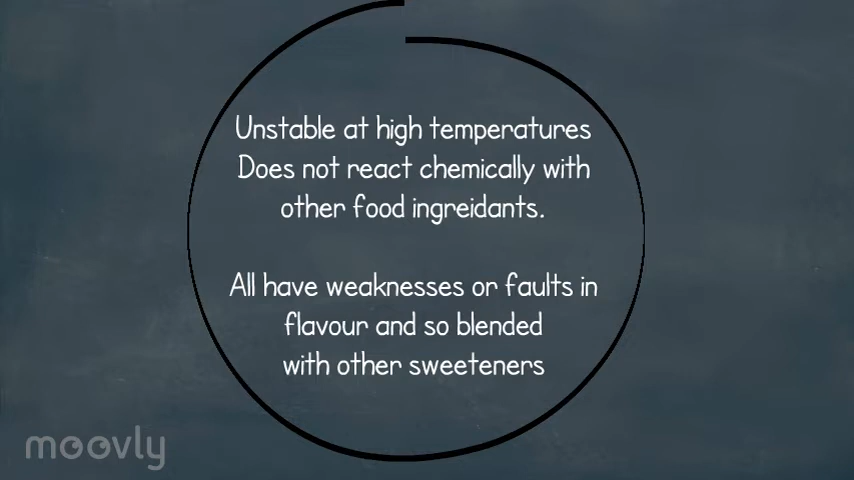 Unstable at high temperatures
Does not react chemically with
other food ingreidants.
All have weaknesses or faults in
flavour and so blended
with other sweeteners
moovly